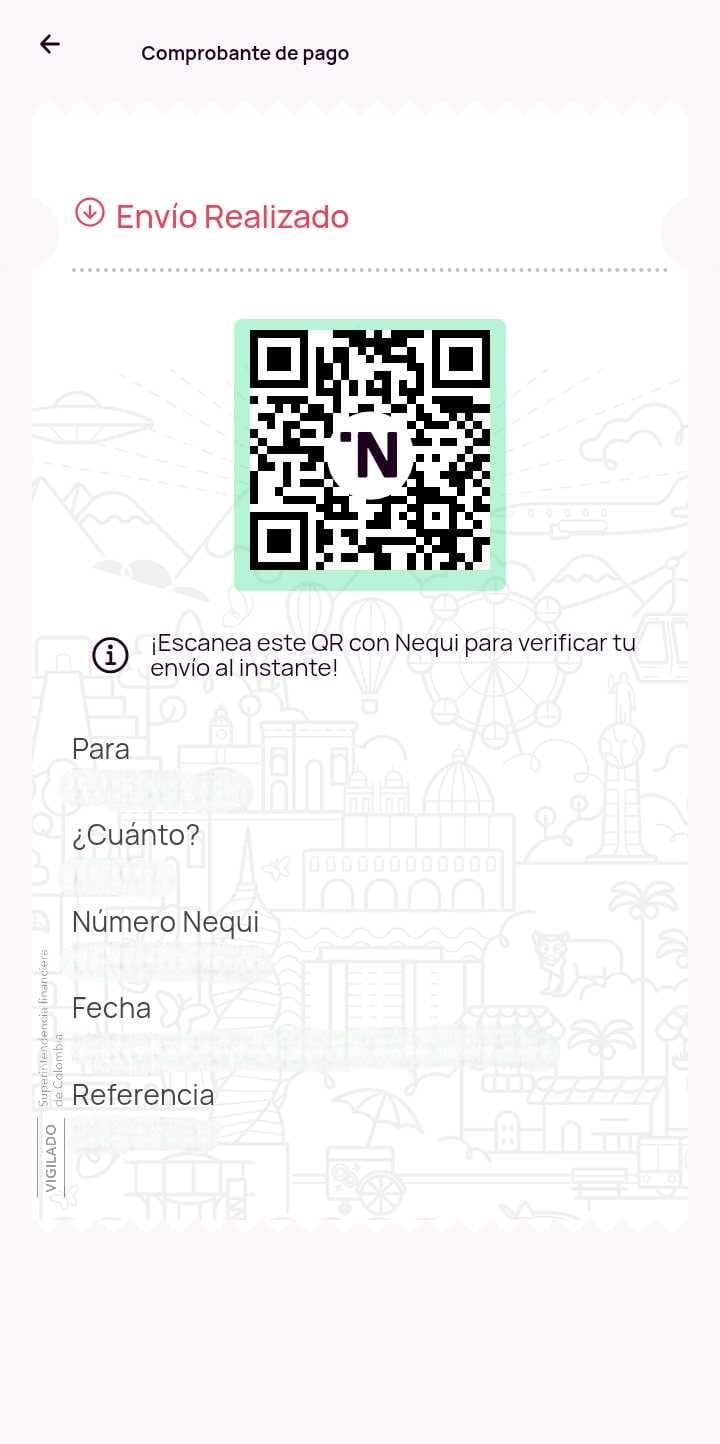 Comprobante de pago
Envío Realizado
N
¡Escanea este QR con Nequi para verificar tu
envío al instante!
Para
¿Cuánto?
Número Nequi
Fecha
Referencia
VIGILADO
Superintendencia financiera
de Colombia